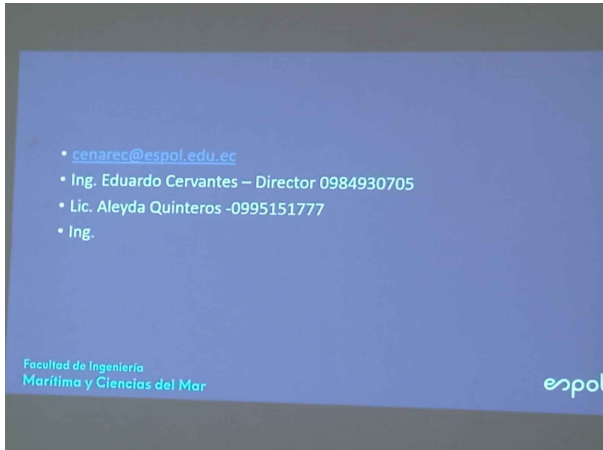 • cenarec@espol.edu.ec
• Ing. Eduardo Cervantes – Director 0984930705
• Lic. Aleyda Quinteros -0995151777
• Ing.
Facultad de Ingeniería
Marítima y Ciencias del Mar
espol